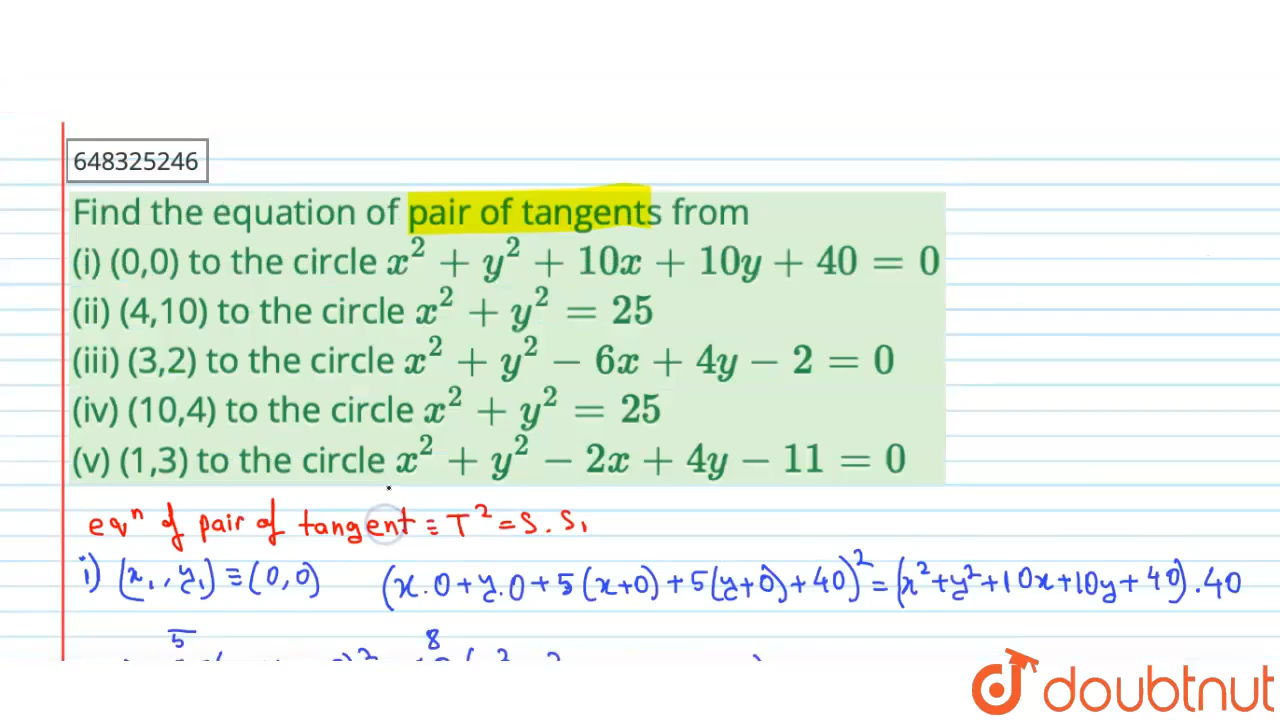 648325246
Find the equation of pair of tangents from
(i) (0,0) to the circle x² + y² + 10x + 10y + 40 = 0
(ii) (4,10) to the circle x² + y² = 25
(iii) (3,2) to the circle x² + y² − 6x + 4y − 2 = 0
(iv) (10,4) to the circle x² + y² = 25
(v) (1,3) to the circle x² + y² − 2x + 4y − 11 = 0
eqⁿ of pair of tangent ≡ T² = S . S₁
i) (x₁, y₁) ≡ (0,0) (x.0+y.0+5(x+0)+5(y+0)+40)² = (x²+y²+10x+10y+40).40
5 8
doubtnut